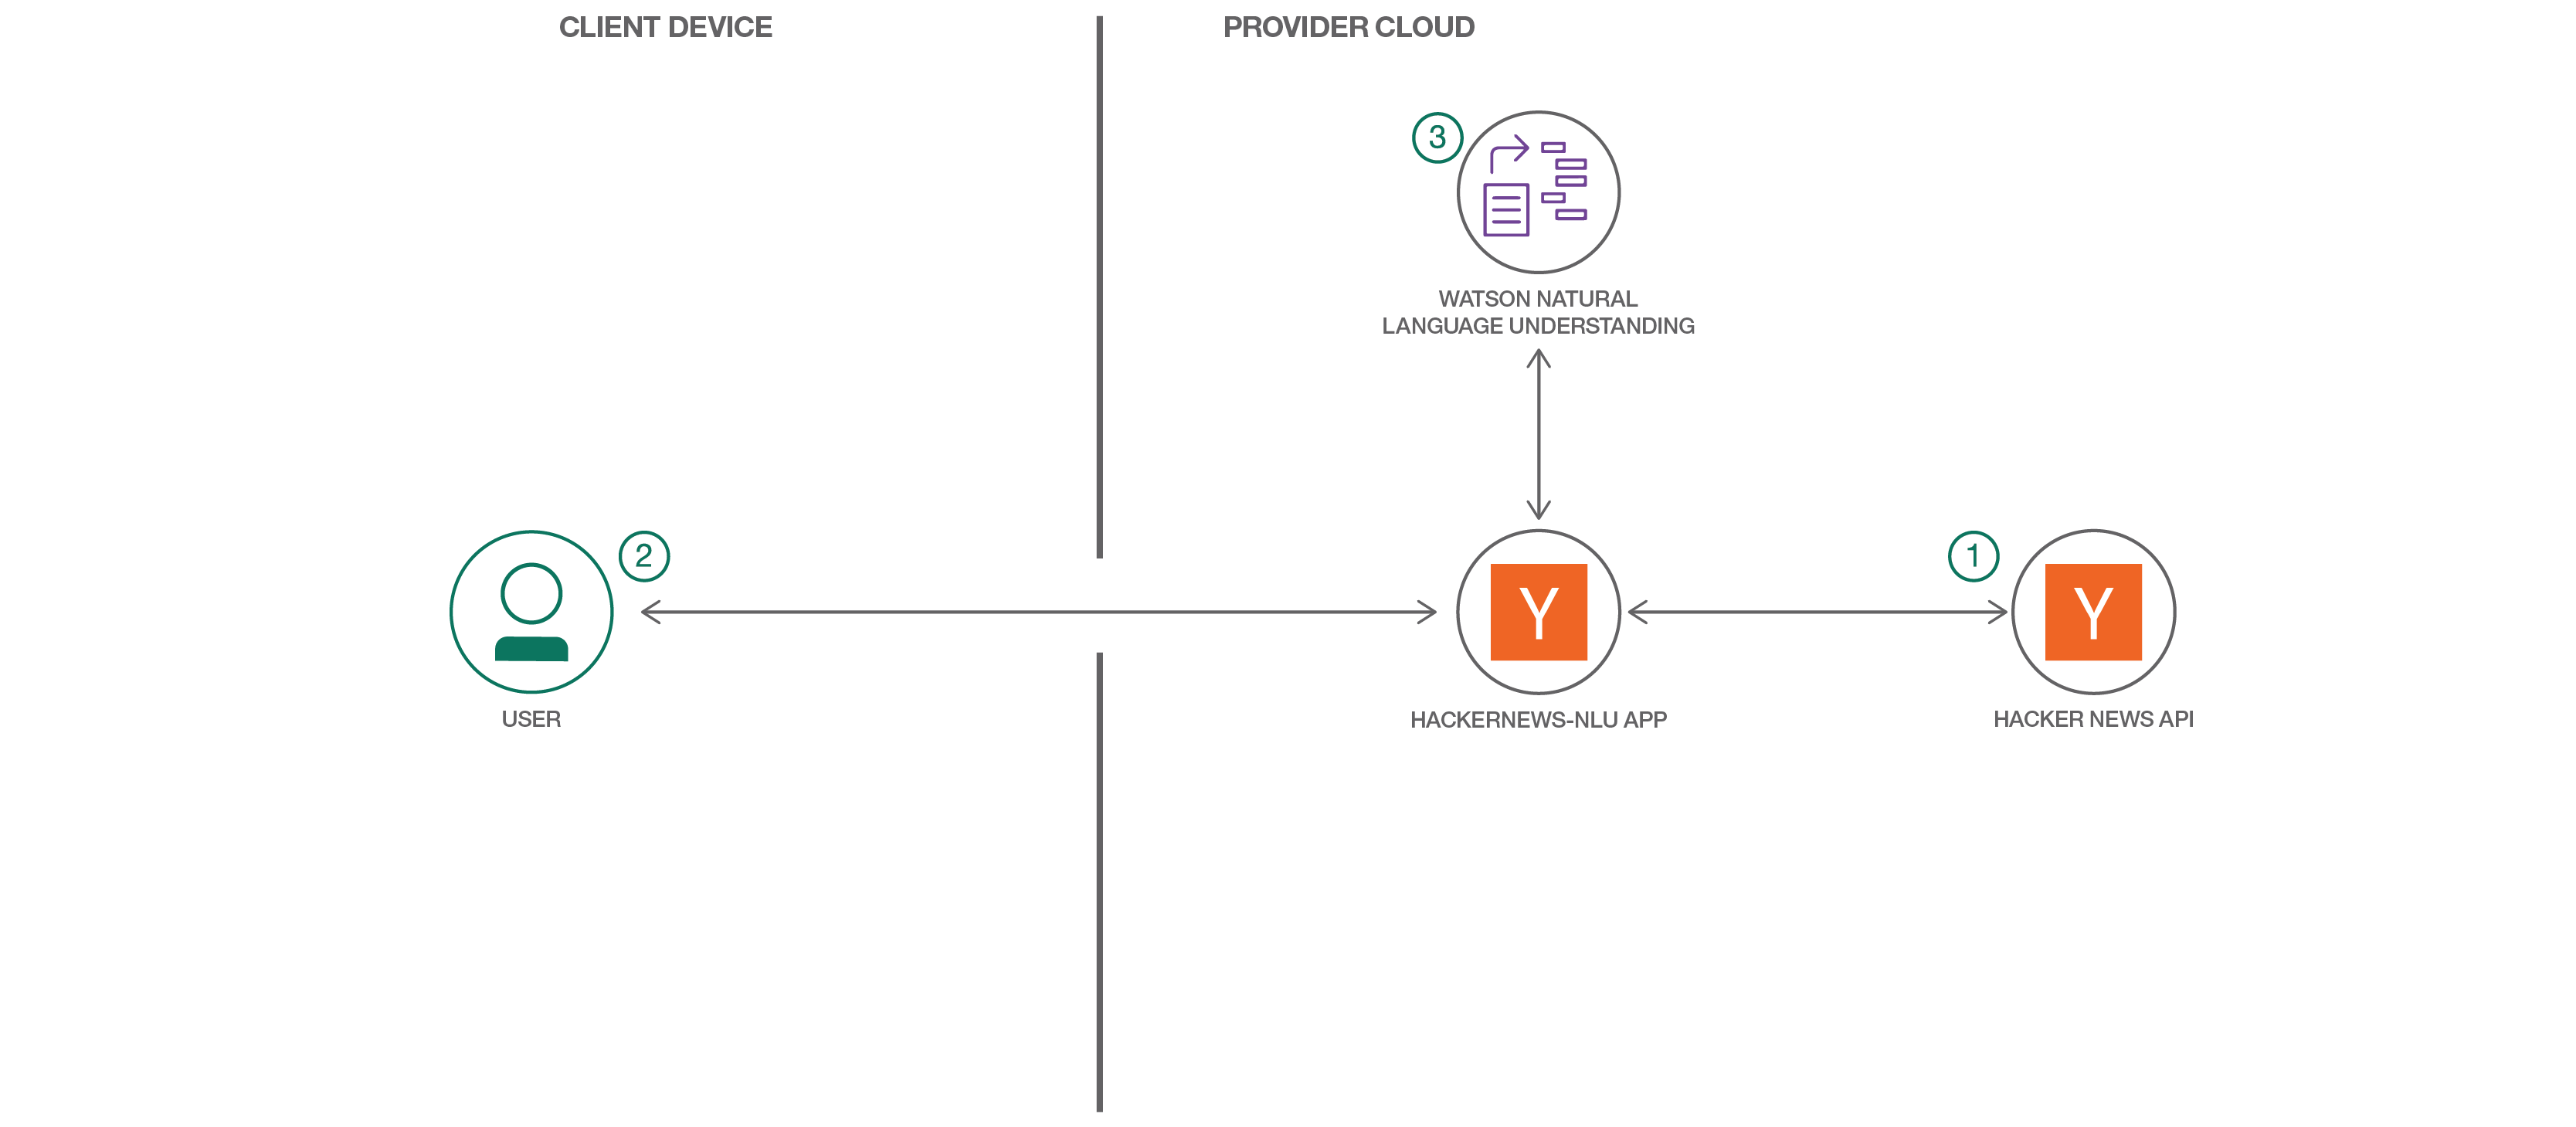 CLIENT DEVICE
PROVIDER CLOUD
3
WATSON NATURAL
LANGUAGE UNDERSTANDING
2
1
Y
Y
USER
HACKERNEWS-NLU APP
HACKER NEWS API